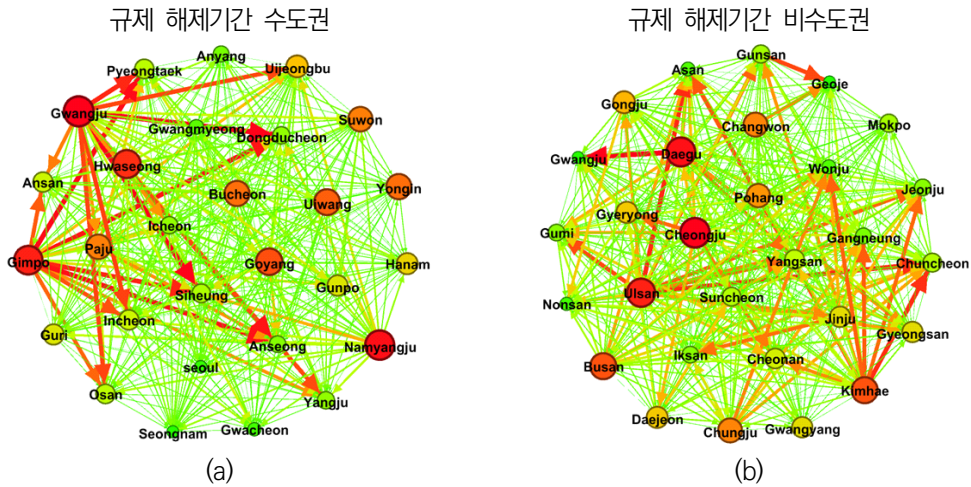 규제 해제기간 수도권
Anyang
Pyeongtaek
Uijeongbu
Gwangju
Gwangmyeong
Dongducheon
Suwon
Hwaseong
Ansan
Bucheon
Uiwang
Yongin
Icheon
Paju
Gimpo
Goyang
Hanam
Siheung
Gunpo
Incheon
Guri
Anseong
Namyangju
seoul
Osan
Yangju
Seongnam
Gwacheon
(a)
규제 해제기간 비수도권
Gunsan
Asan
Geoje
Gongju
Changwon
Mokpo
Gwangju
Daegu
Wonju
Jeonju
Pohang
Gyeryong
Gumi
Cheongju
Gangneung
Yangsan
Chuncheon
Ulsan
Suncheon
Nonsan
Jinju
Gyeongsan
Iksan
Cheonan
Busan
Kimhae
Daejeon
Chungju
Gwangyang
(b)